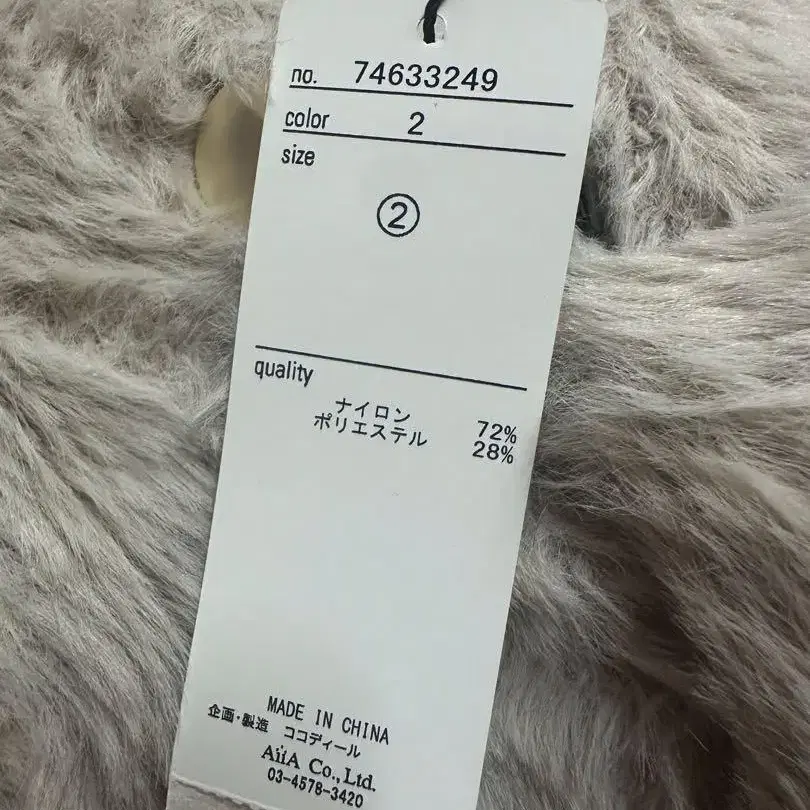 no. 74633249
color 2
size
②
quality
ナイロン 72%
ポリエステル 28%
MADE IN CHINA
企画・製造 ココディール
AiiA Co.,Ltd.
03-4578-3420